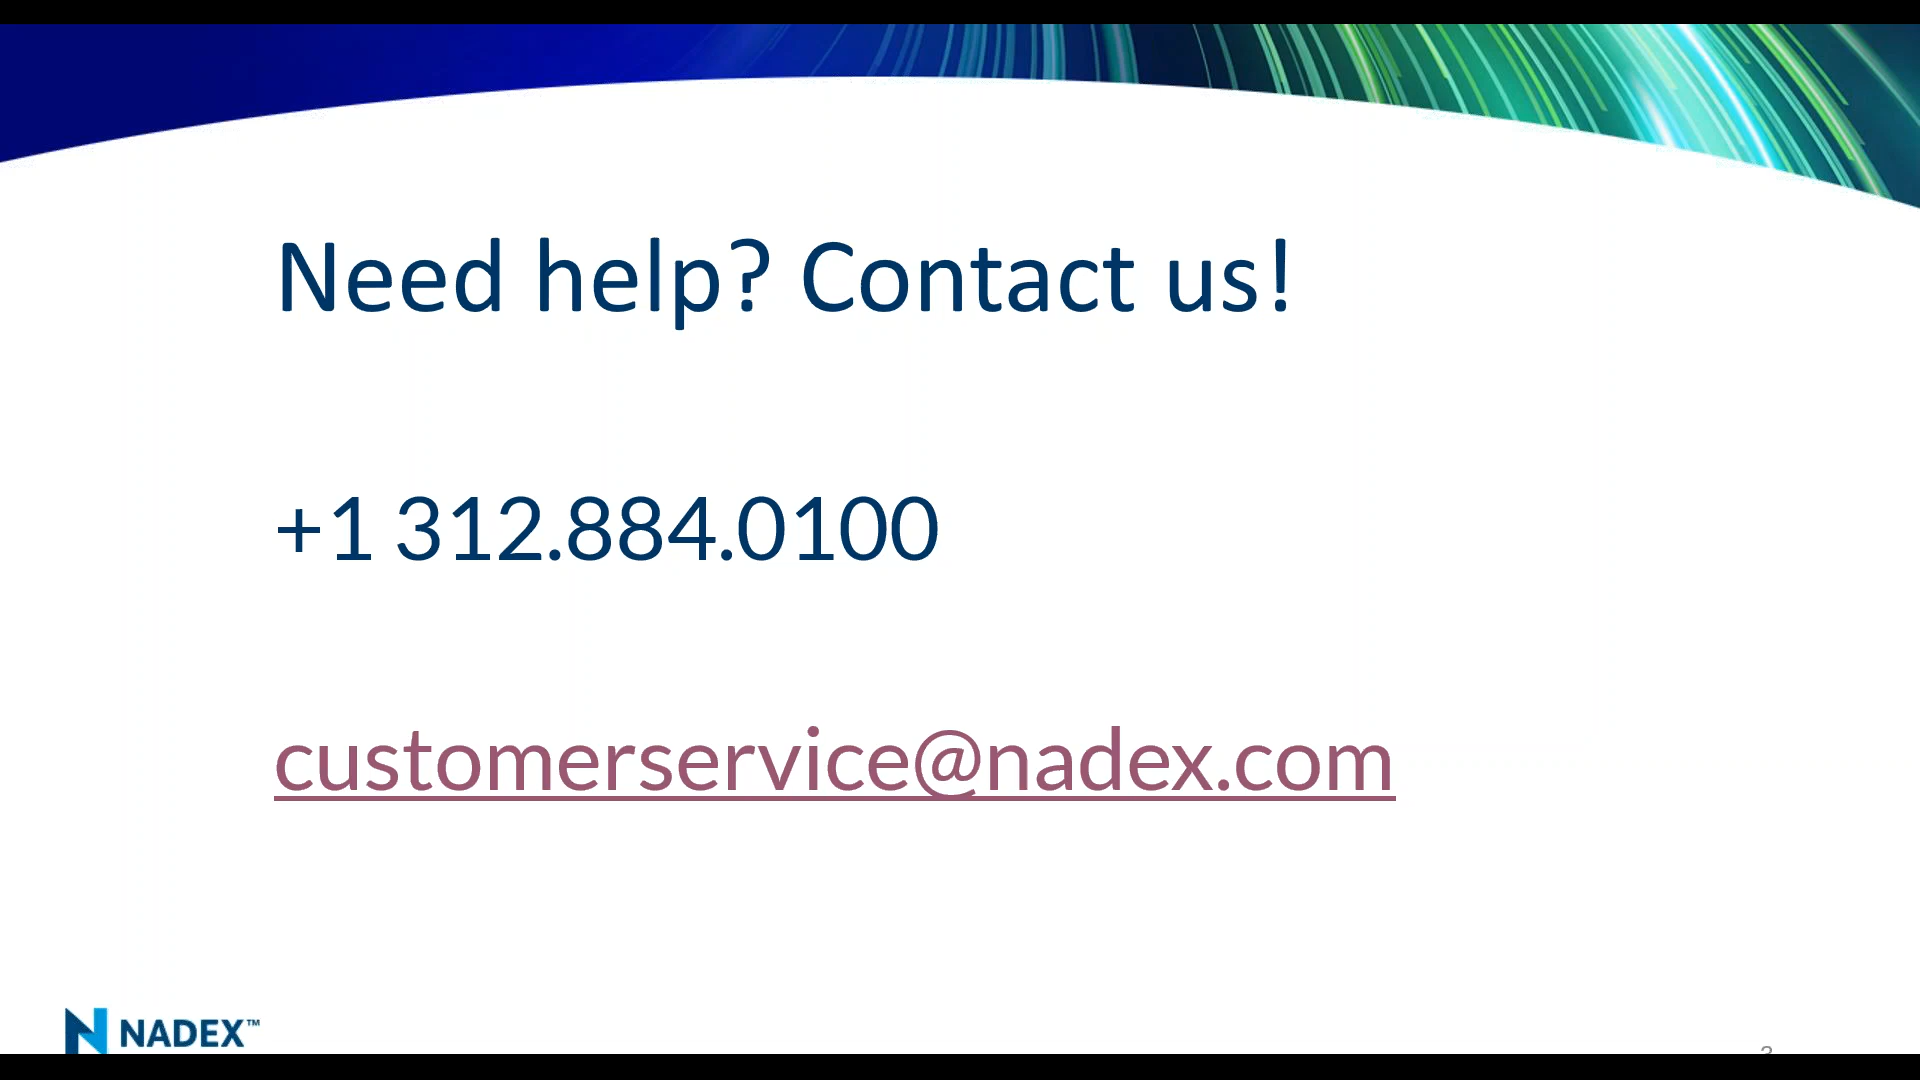 Need help? Contact us!
+1 312.884.0100
customerservice@nadex.com
NADEX™